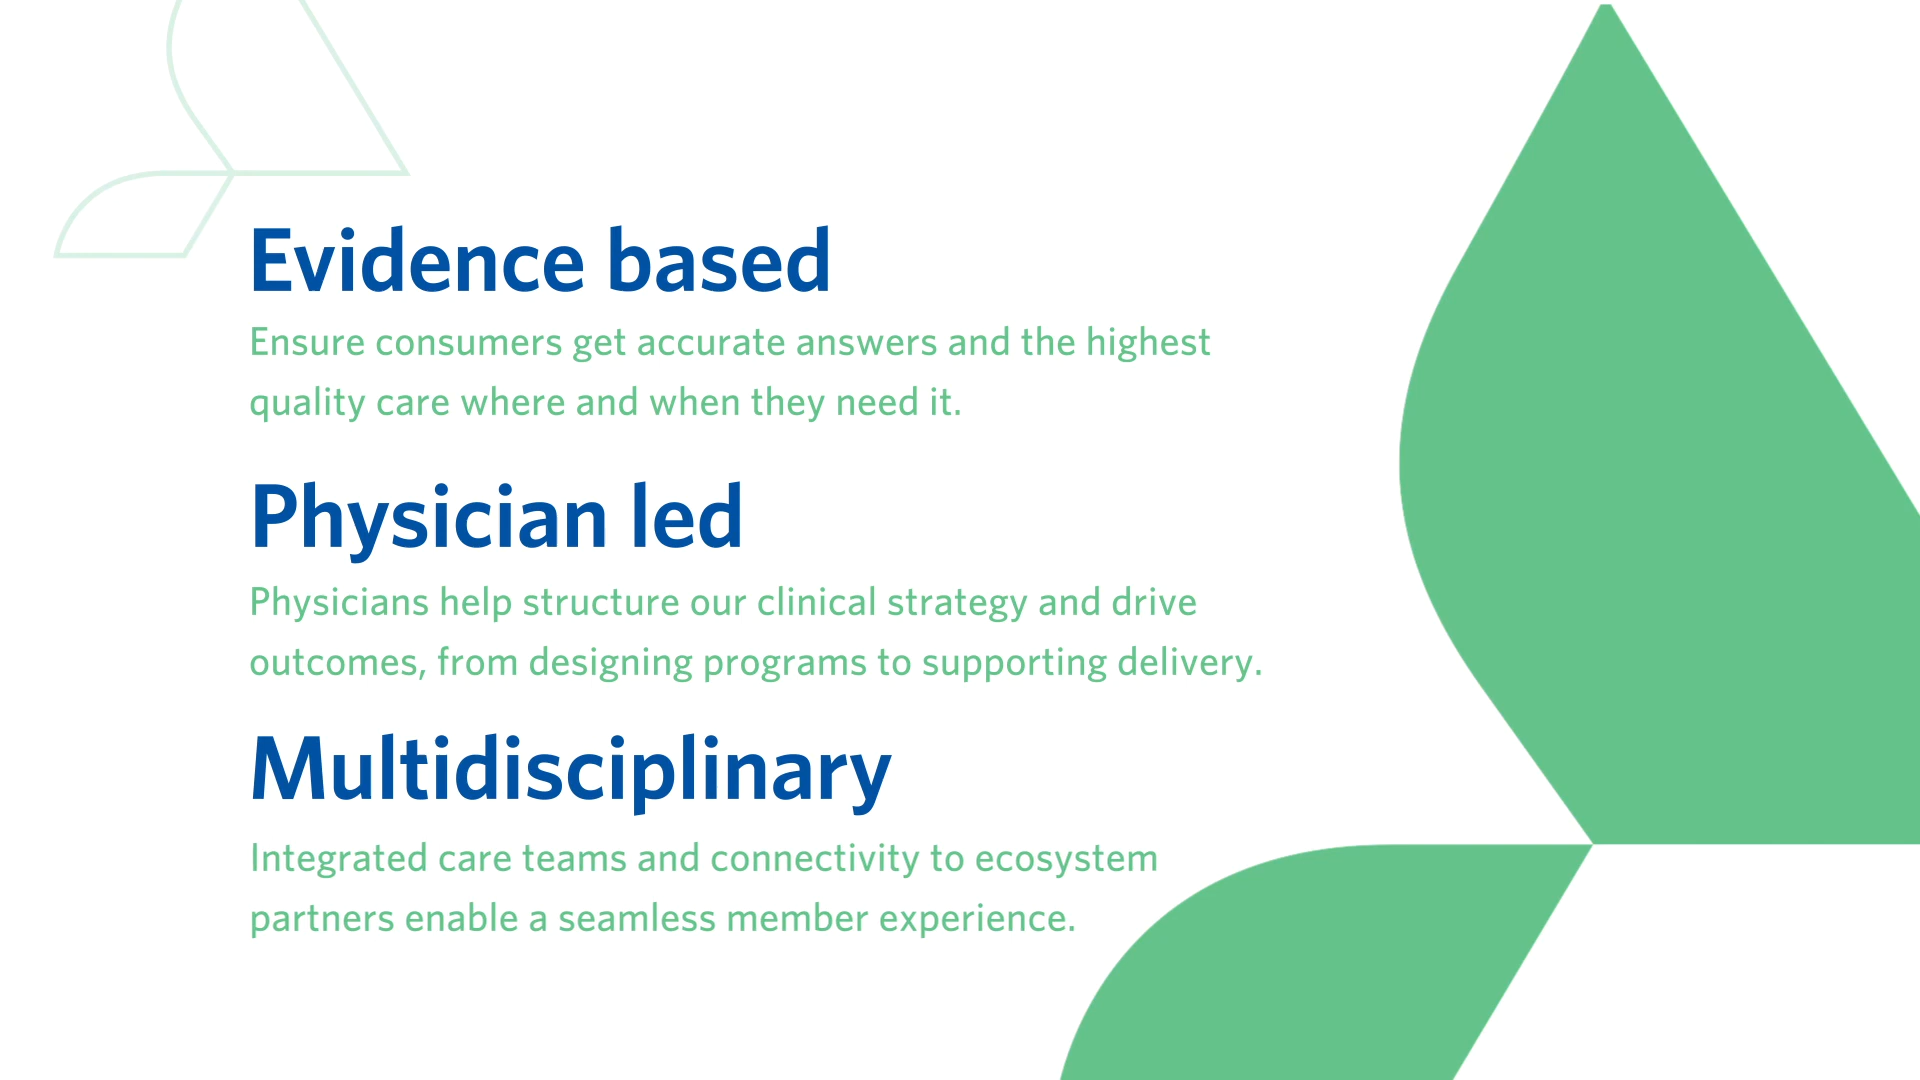 Evidence based
Ensure consumers get accurate answers and the highest
quality care where and when they need it.
Physician led
Physicians help structure our clinical strategy and drive
outcomes, from designing programs to supporting delivery.
Multidisciplinary
Integrated care teams and connectivity to ecosystem
partners enable a seamless member experience.